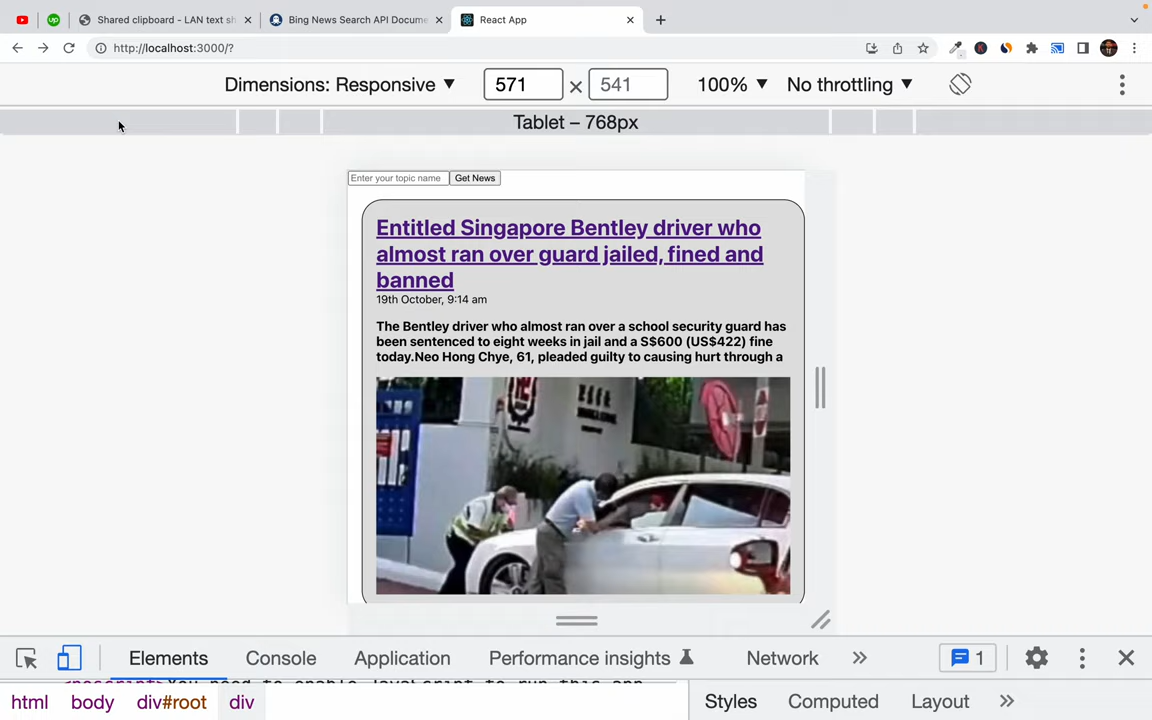 Shared clipboard - LAN text sh
Bing News Search API Docume
React App
http://localhost:3000/?
Dimensions: Responsive
571 × 541
100%
No throttling
Tablet – 768px
Enter your topic name
Get News
Entitled Singapore Bentley driver who
almost ran over guard jailed, fined and
banned
19th October, 9:14 am
The Bentley driver who almost ran over a school security guard has
been sentenced to eight weeks in jail and a S$600 (US$422) fine
today.Neo Hong Chye, 61, pleaded guilty to causing hurt through a
Elements
Console
Application
Performance insights
Network
1
html
body
div#root
div
Styles
Computed
Layout